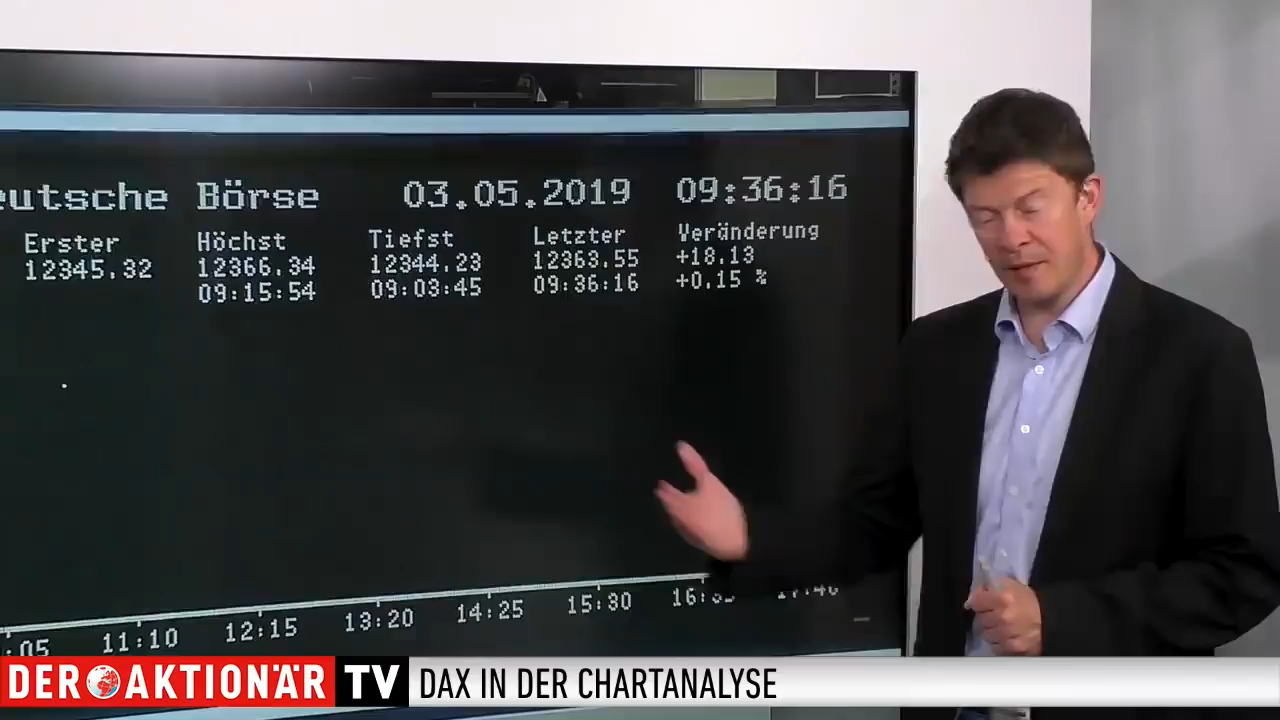 eutsche Börse 03.05.2019 09:36:16
Erster Höchst Tiefst Letzter Veränderung
12345.32 12366.34 12344.23 12363.55 +18.13
09:15:54 09:03:45 09:36:16 +0.15 %
:05 11:10 12:15 13:20 14:25 15:30
DER AKTIONÄR TV DAX IN DER CHARTANALYSE